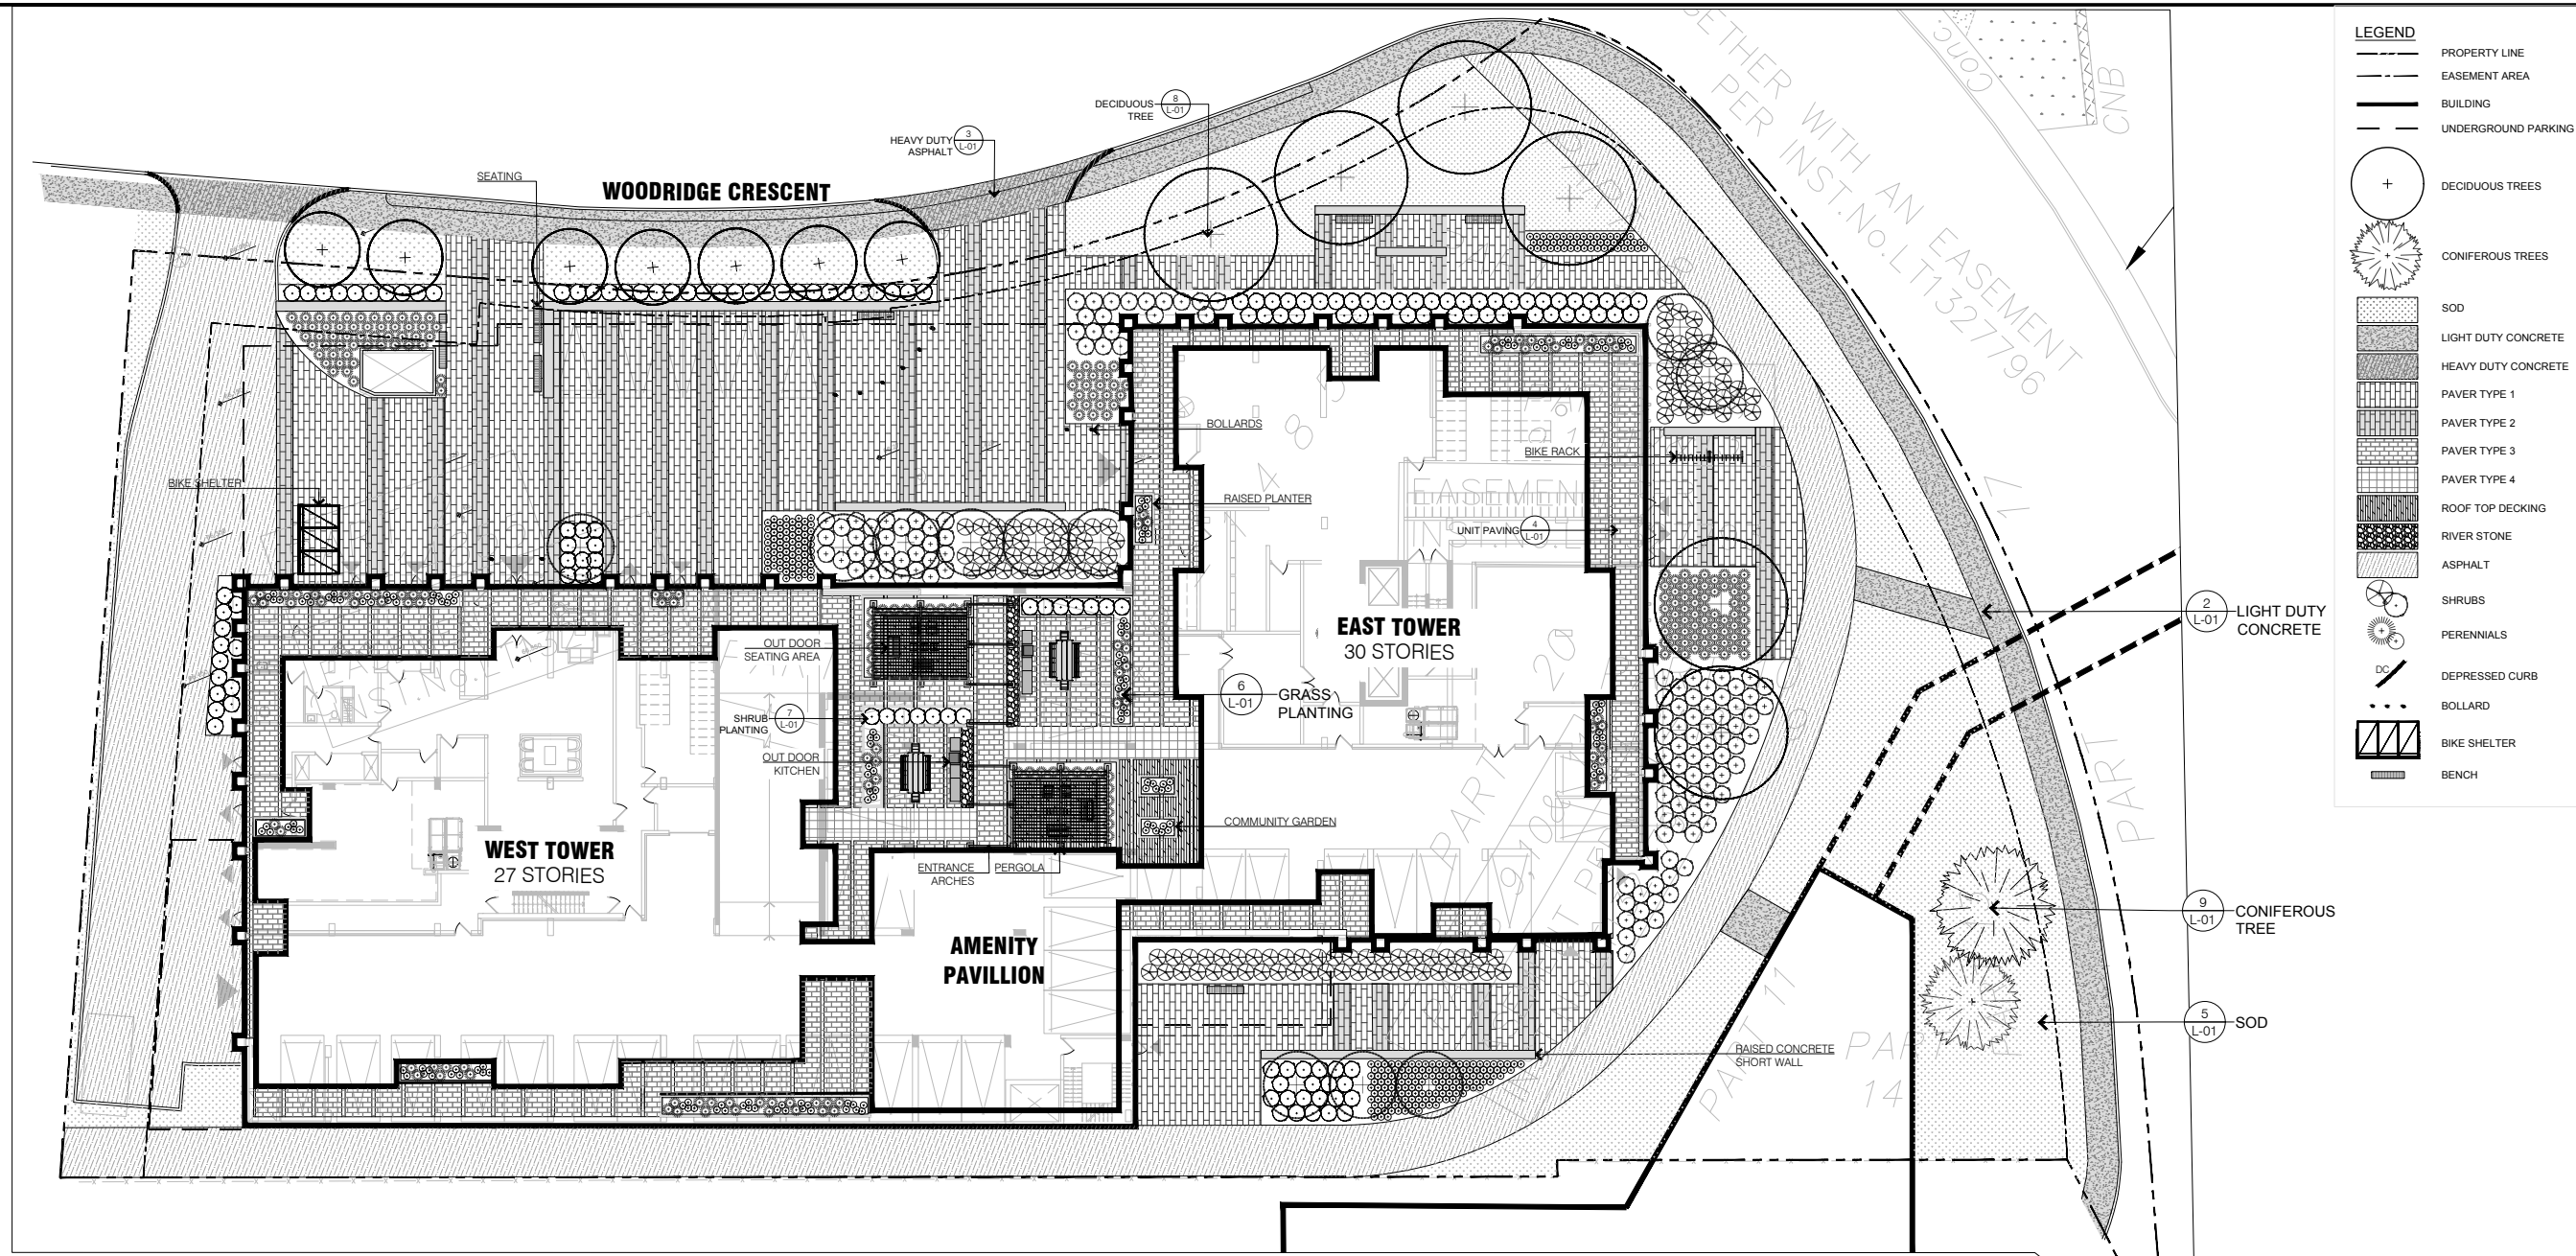 LEGEND
PROPERTY LINE
EASEMENT AREA
BUILDING
UNDERGROUND PARKING
DECIDUOUS TREES
CONIFEROUS TREES
SOD
LIGHT DUTY CONCRETE
HEAVY DUTY CONCRETE
PAVER TYPE 1
PAVER TYPE 2
PAVER TYPE 3
PAVER TYPE 4
ROOF TOP DECKING
RIVER STONE
ASPHALT
SHRUBS
PERENNIALS
DC
DEPRESSED CURB
BOLLARD
BIKE SHELTER
BENCH
SEATING
WOODRIDGE CRESCENT
HEAVY DUTY
ASPHALT
3
L-01
DECIDUOUS
TREE
8
L-01
GETHER WITH AN EASEMENT
PER INST.No.LT1327796
Conc
CNB
BIKE SHELTER
BOLLARDS
BIKE RACK
RAISED PLANTER
EASEMEN
UNIT PAVING
4
L-01
EAST TOWER
30 STORIES
OUT DOOR
SEATING AREA
6
L-01
GRASS
PLANTING
SHRUB
PLANTING
7
L-01
OUT DOOR
KITCHEN
COMMUNITY GARDEN
WEST TOWER
27 STORIES
ENTRANCE
ARCHES
PERGOLA
AMENITY
PAVILLION
2
L-01
LIGHT DUTY
CONCRETE
9
L-01
CONIFEROUS
TREE
5
L-01
SOD
RAISED CONCRETE
SHORT WALL
PART
PART
PART 11
14